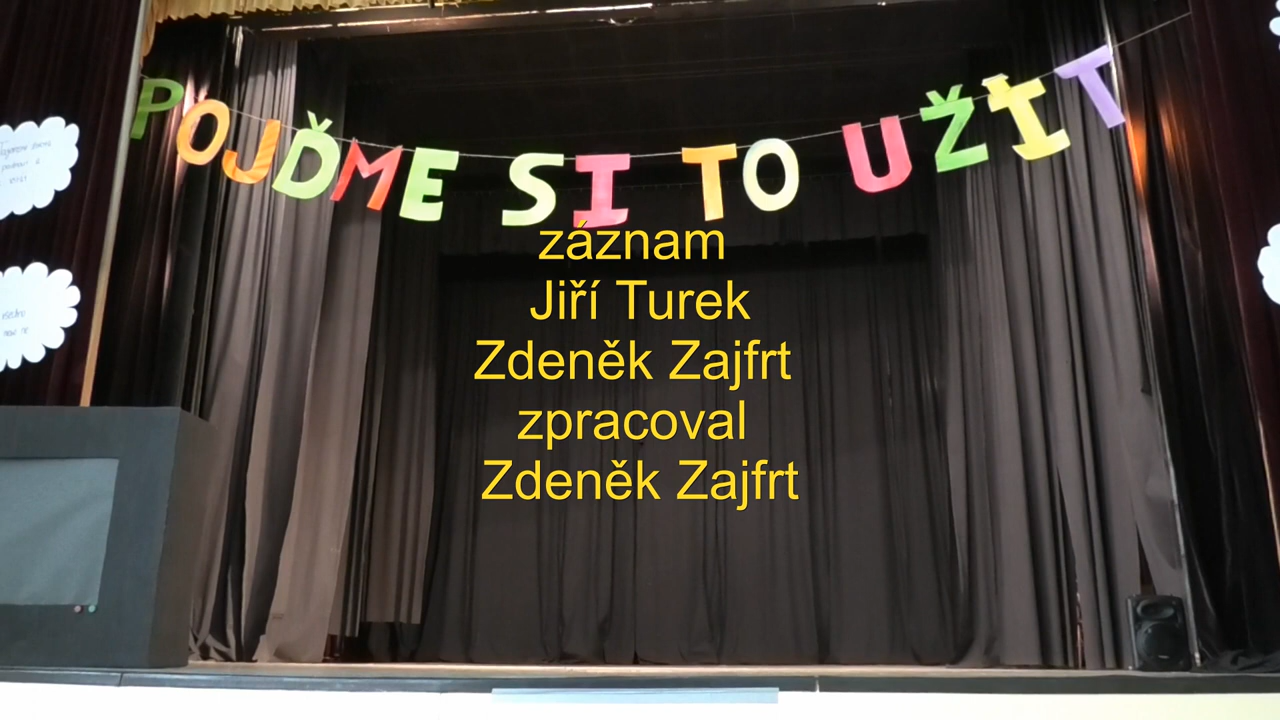 POJĎME SI TO UŽÍT
záznam
Jiří Turek
Zdeněk Zajfrt
zpracoval
Zdeněk Zajfrt